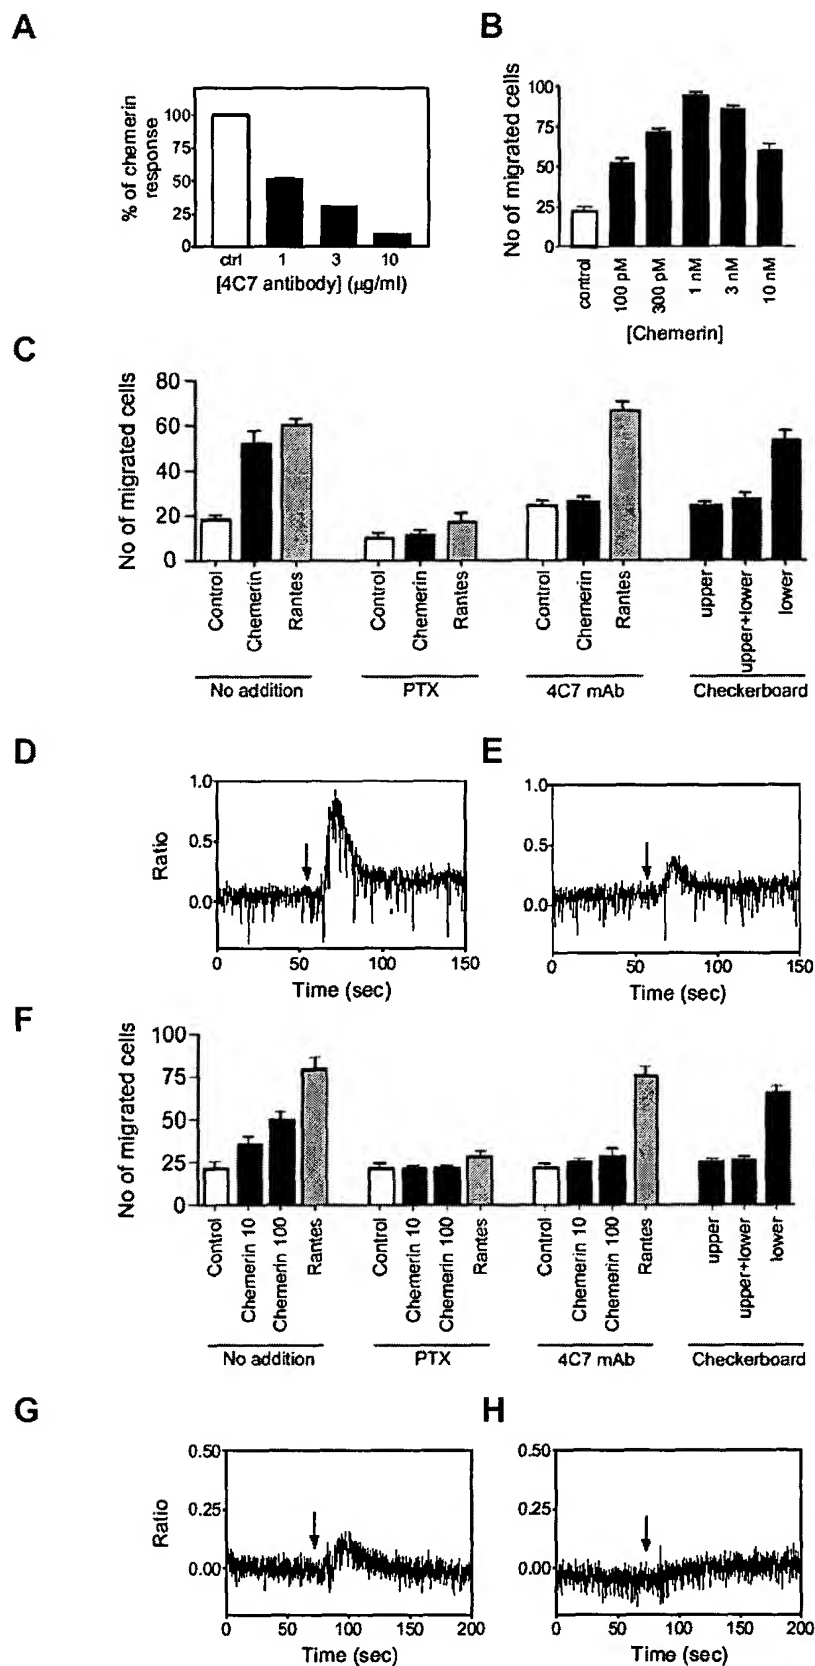 A
% of chemerin
response
100
75
50
25
0
ctrl
1
3
10
[4C7 antibody] (µg/ml)
B
No of migrated cells
100
75
50
25
0
control
100 pM
300 pM
1 nM
3 nM
10 nM
[Chemerin]
C
No of migrated cells
80
60
40
20
0
Control
Chemerin
Rantes
Control
Chemerin
Rantes
Control
Chemerin
Rantes
upper
upper+lower
lower
No addition
PTX
4C7 mAb
Checkerboard
D
Ratio
1.0
0.5
0.0
0
50
100
150
Time (sec)
E
1.0
0.5
0.0
0
50
100
150
Time (sec)
F
No of migrated cells
100
75
50
25
0
Control
Chemerin 10
Chemerin 100
Rantes
Control
Chemerin 10
Chemerin 100
Rantes
Control
Chemerin 10
Chemerin 100
Rantes
upper
upper+lower
lower
No addition
PTX
4C7 mAb
Checkerboard
G
Ratio
0.50
0.25
0.00
0
50
100
150
200
Time (sec)
H
0.50
0.25
0.00
0
50
100
150
200
Time (sec)